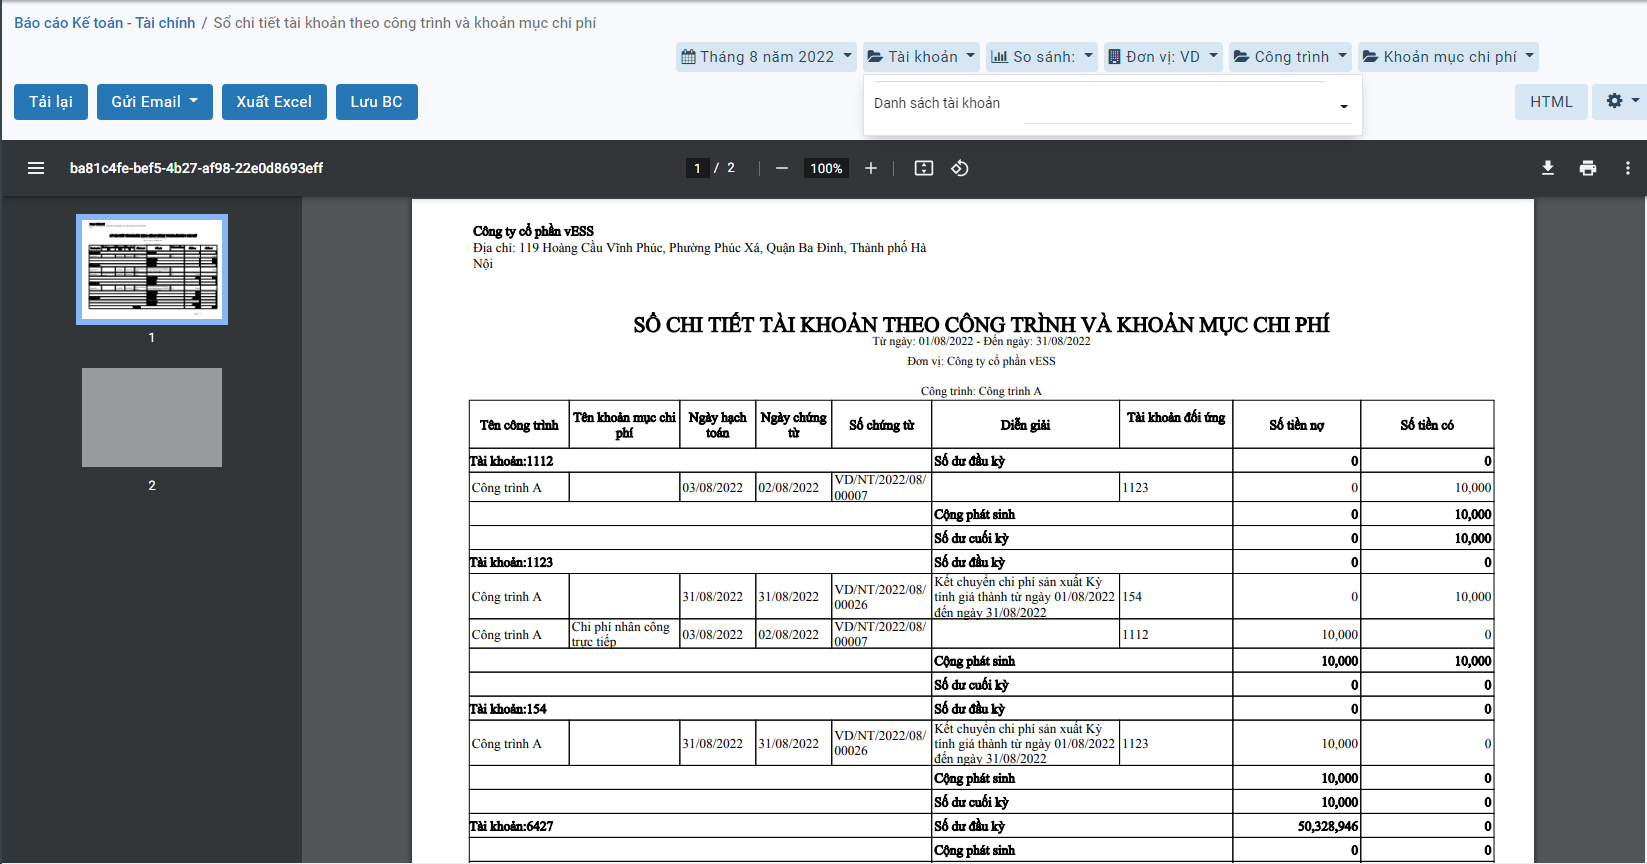 Báo cáo Kế toán - Tài chính / Sổ chi tiết tài khoản theo công trình và khoản mục chi phí
Tháng 8 năm 2022 Tài khoản So sánh: Đơn vị: VD Công trình Khoản mục chi phí
Tải lại Gửi Email Xuất Excel Lưu BC HTML
Danh sách tài khoản
ba81c4fe-bef5-4b27-af98-22e0d8693eff 1 / 2 100%
1
2
Công ty cổ phần vESS
Địa chỉ: 119 Hoàng Cầu Vĩnh Phúc, Phường Phúc Xá, Quận Ba Đình, Thành phố Hà
Nội
SỔ CHI TIẾT TÀI KHOẢN THEO CÔNG TRÌNH VÀ KHOẢN MỤC CHI PHÍ
Từ ngày: 01/08/2022 - Đến ngày: 31/08/2022
Đơn vị: Công ty cổ phần vESS
Công trình: Công trình A
Tên công trình Tên khoản mục chi phí Ngày hạch toán Ngày chứng từ Số chứng từ Diễn giải Tài khoản đối ứng Số tiền nợ Số tiền có
Tài khoản:1112 Số dư đầu kỳ 0 0
Công trình A 03/08/2022 02/08/2022 VD/NT/2022/08/00007 1123 0 10,000
Cộng phát sinh 0 10,000
Số dư cuối kỳ 0 10,000
Tài khoản:1123 Số dư đầu kỳ 0 0
Công trình A 31/08/2022 31/08/2022 VD/NT/2022/08/00026 Kết chuyển chi phí sản xuất Kỳ tính giá thành từ ngày 01/08/2022 đến ngày 31/08/2022 154 0 10,000
Công trình A Chi phí nhân công trực tiếp 03/08/2022 02/08/2022 VD/NT/2022/08/00007 1112 10,000 0
Cộng phát sinh 10,000 10,000
Số dư cuối kỳ 0 0
Tài khoản:154 Số dư đầu kỳ 0 0
Công trình A 31/08/2022 31/08/2022 VD/NT/2022/08/00026 Kết chuyển chi phí sản xuất Kỳ tính giá thành từ ngày 01/08/2022 đến ngày 31/08/2022 1123 10,000 0
Cộng phát sinh 10,000 0
Số dư cuối kỳ 10,000 0
Tài khoản:6427 Số dư đầu kỳ 50,328,946 0
Cộng phát sinh 0 0